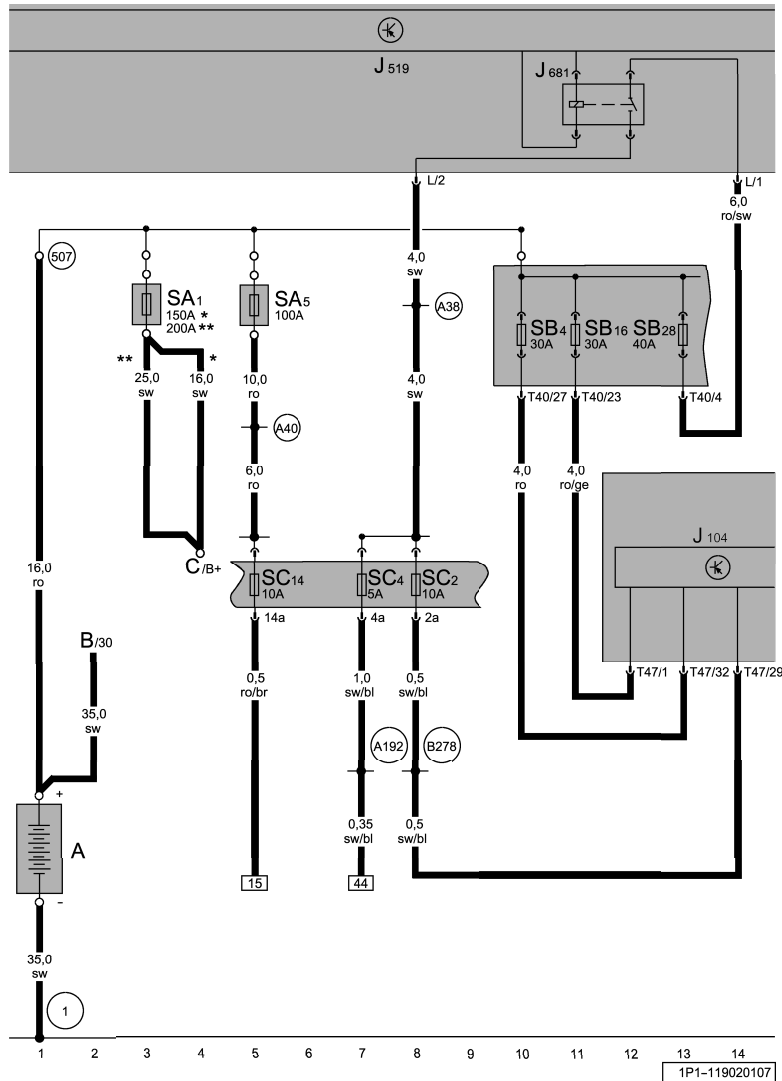 J 519
J 681
L/2
L/1
6,0
ro/sw
507
4,0
sw
SA1
150A *
200A **
SA5
100A
A38
SB4
30A
SB16
30A
SB28
40A
**
*
25,0
sw
16,0
sw
10,0
ro
4,0
sw
T40/27
T40/23
T40/4
A40
6,0
ro
4,0
ro
4,0
ro/ge
J 104
16,0
ro
C/B+
SC14
10A
SC4
5A
SC2
10A
14a
4a
2a
B/30
T47/1
T47/32
T47/29
0,5
ro/br
1,0
sw/bl
0,5
sw/bl
35,0
sw
A192
B278
+
A
0,35
sw/bl
0,5
sw/bl
15
44
–
35,0
sw
1
1 2 3 4 5 6 7 8 9 10 11 12 13 14
1P1-119020107